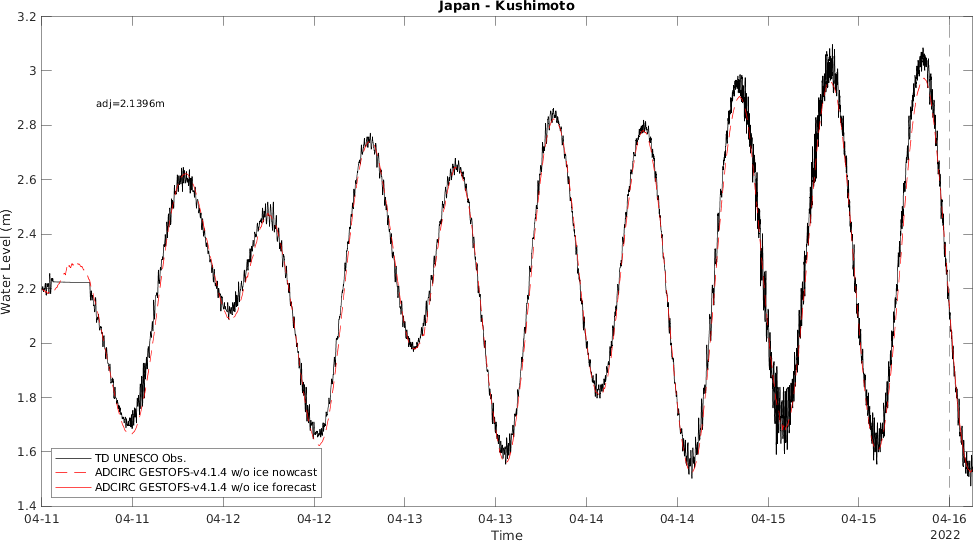 Japan - Kushimoto
3.2
3
2.8
2.6
2.4
2.2
2
1.8
1.6
1.4
Water Level (m)
adj=2.1396m
TD UNESCO Obs.
ADCIRC GESTOFS-v4.1.4 w/o ice nowcast
ADCIRC GESTOFS-v4.1.4 w/o ice forecast
04-11 04-11 04-12 04-12 04-13 04-13 04-14 04-14 04-15 04-15 04-16
2022
Time